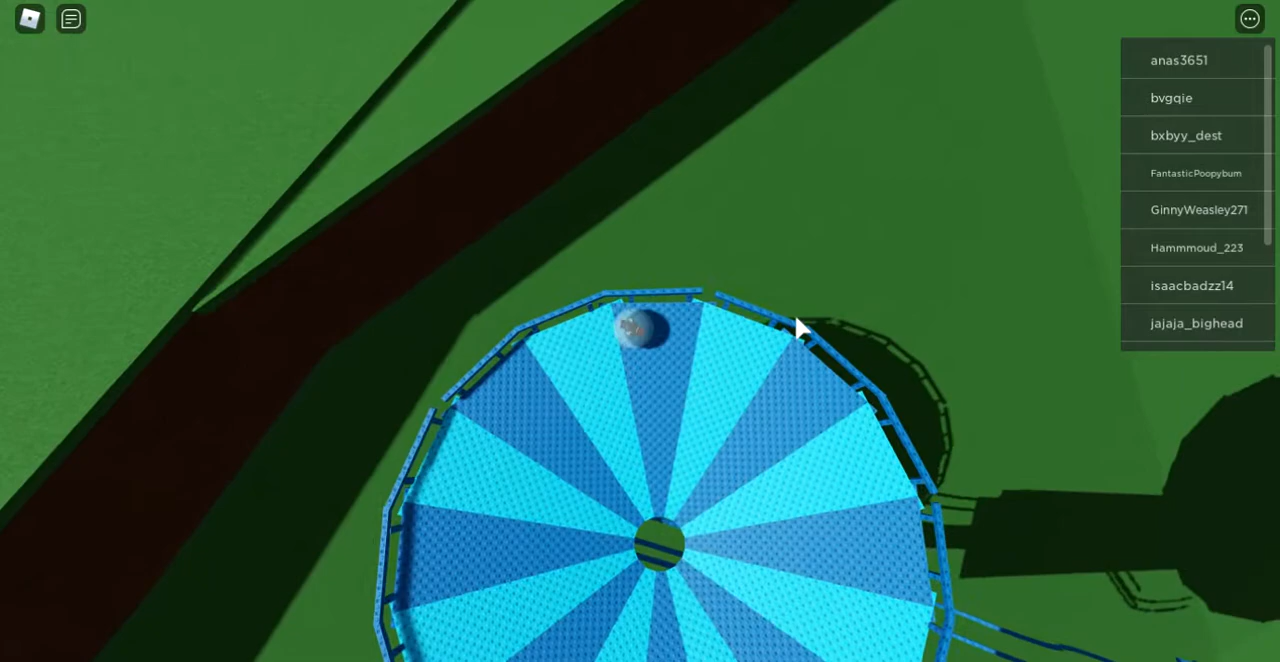 anas3651
bvgqie
bxbyy_dest
FantasticPoopybum
GinnyWeasley271
Hammmoud_223
isaacbadzz14
jajaja_bighead